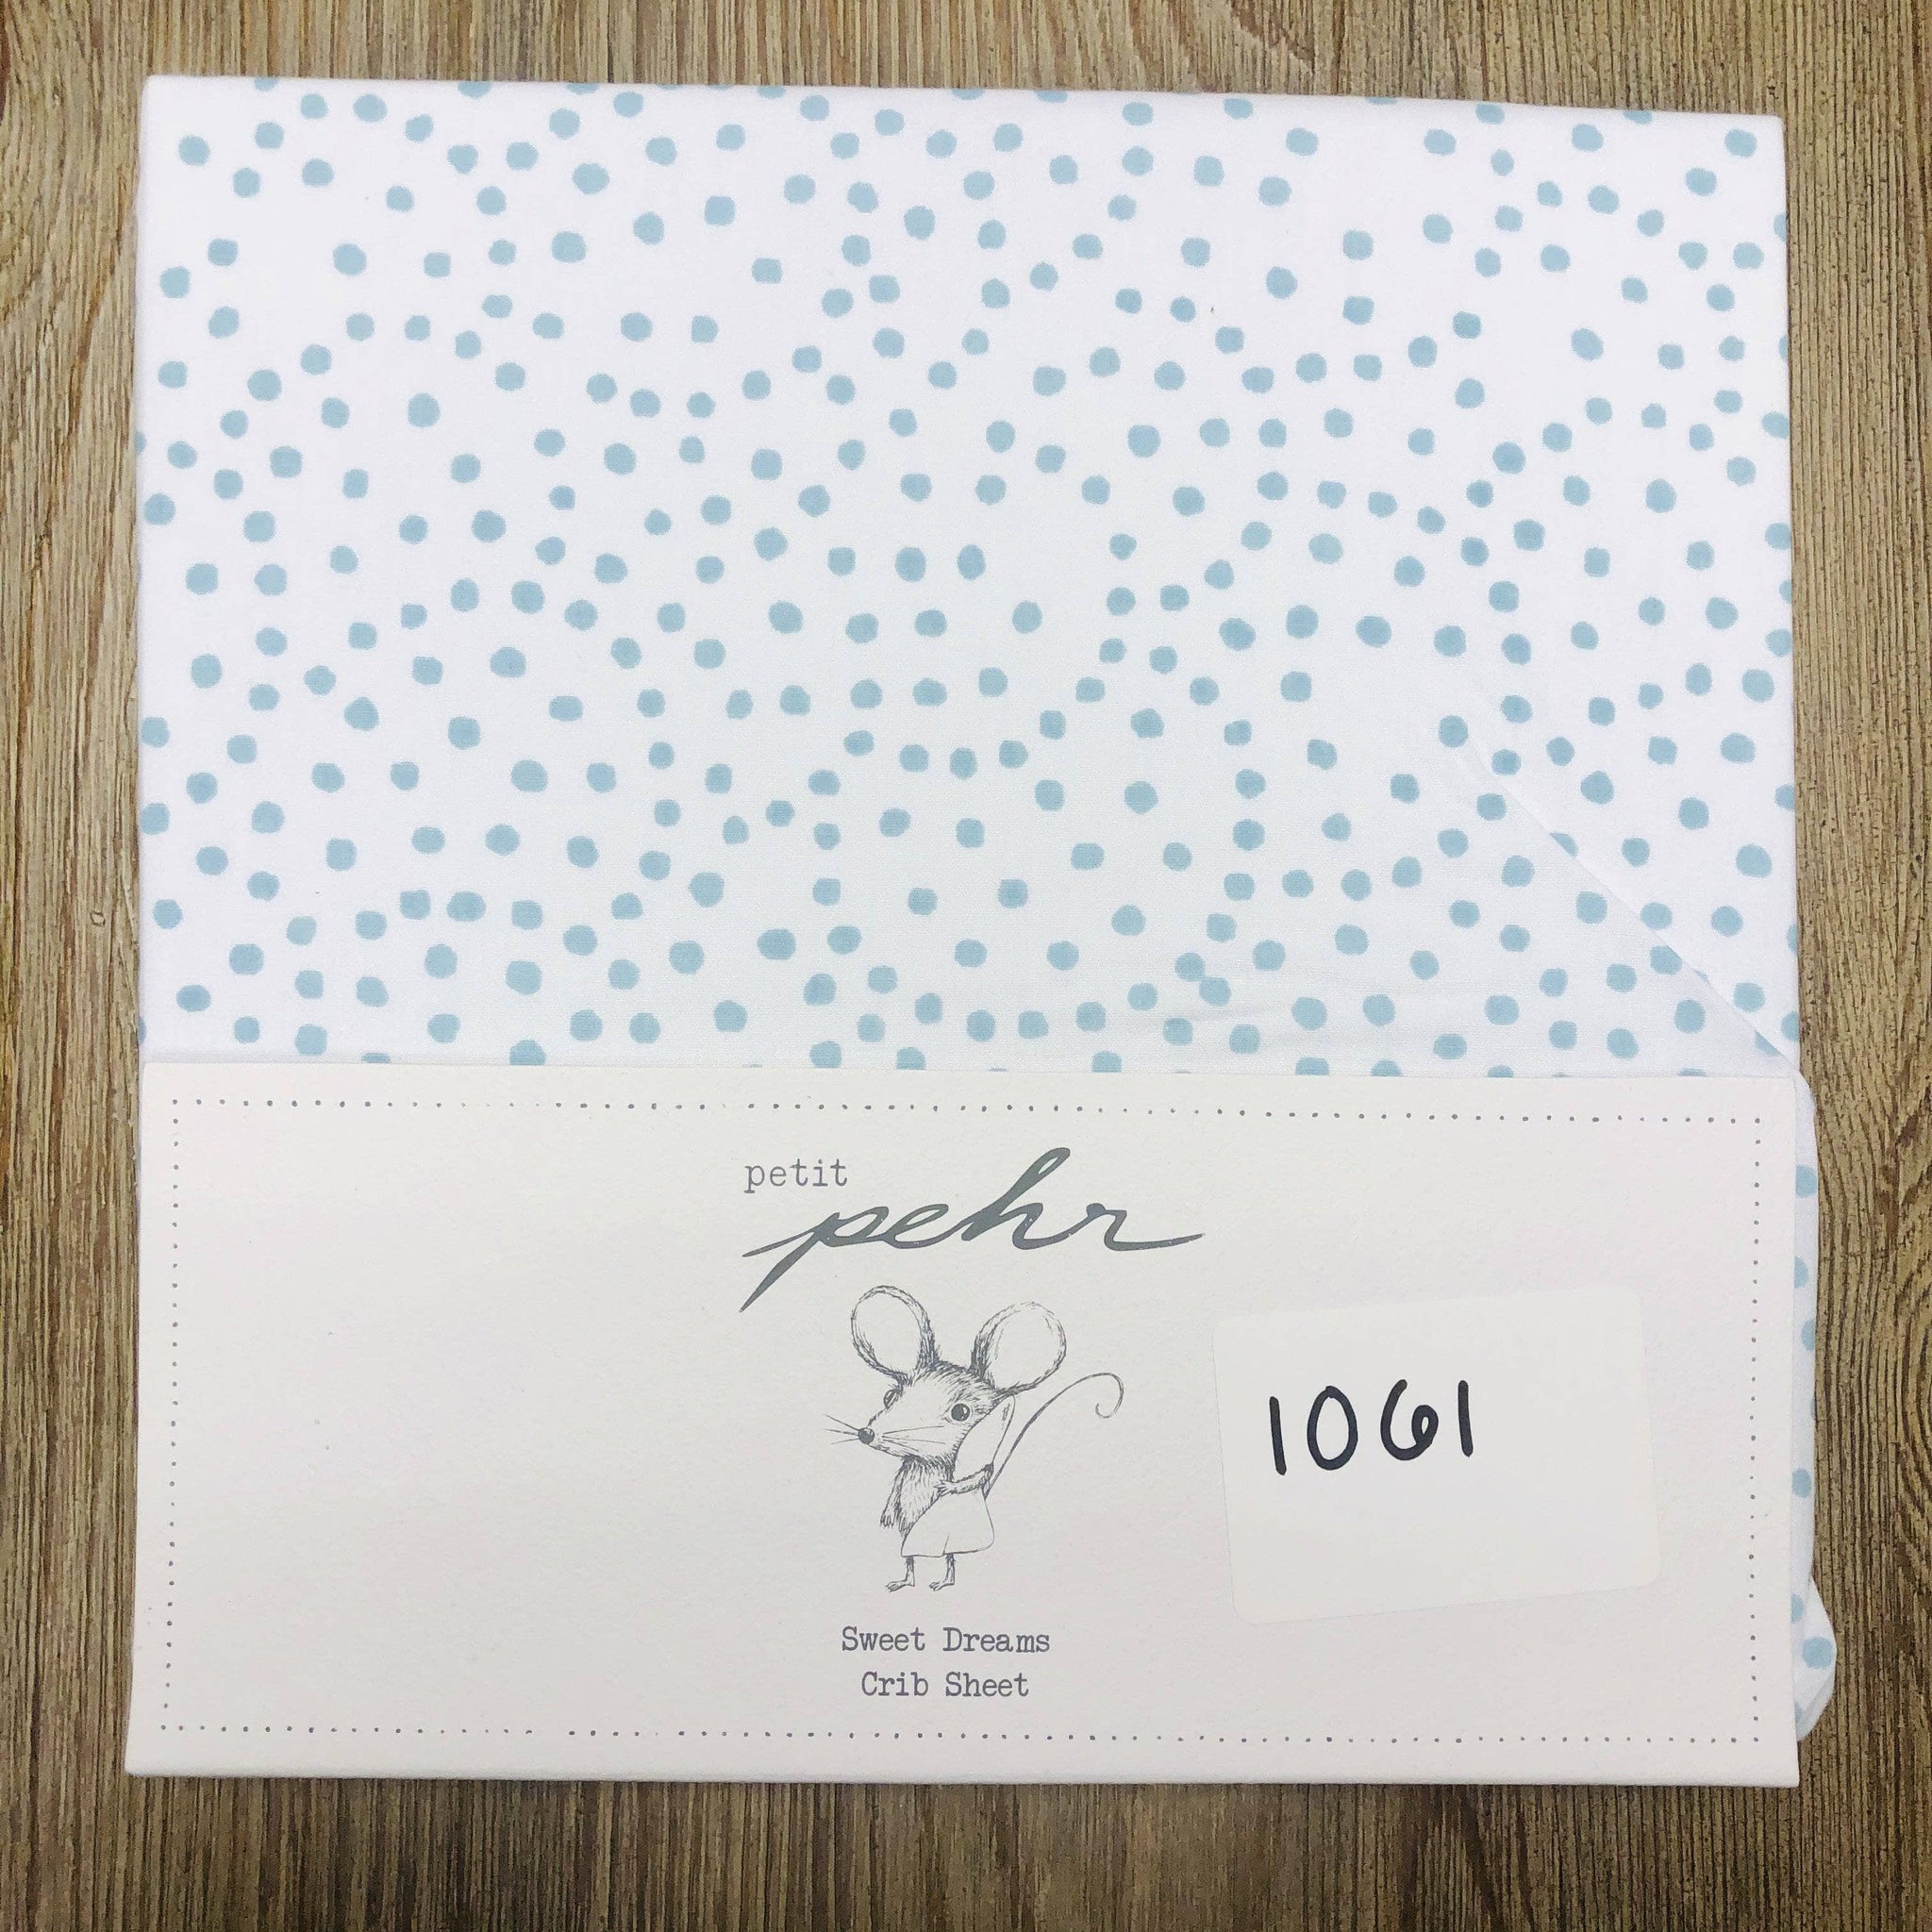 petit
pehr
1061
Sweet Dreams
Crib Sheet